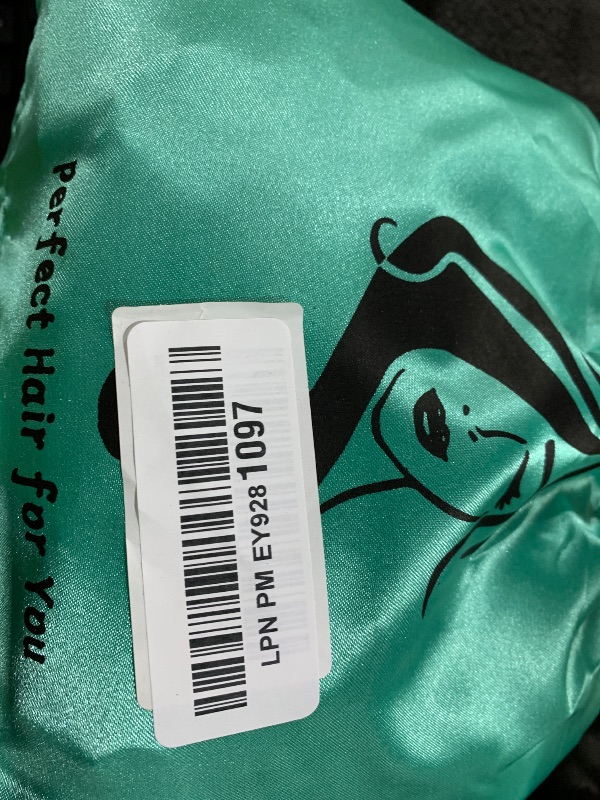 Perfect Hair for You
LPN PM EY928 1097